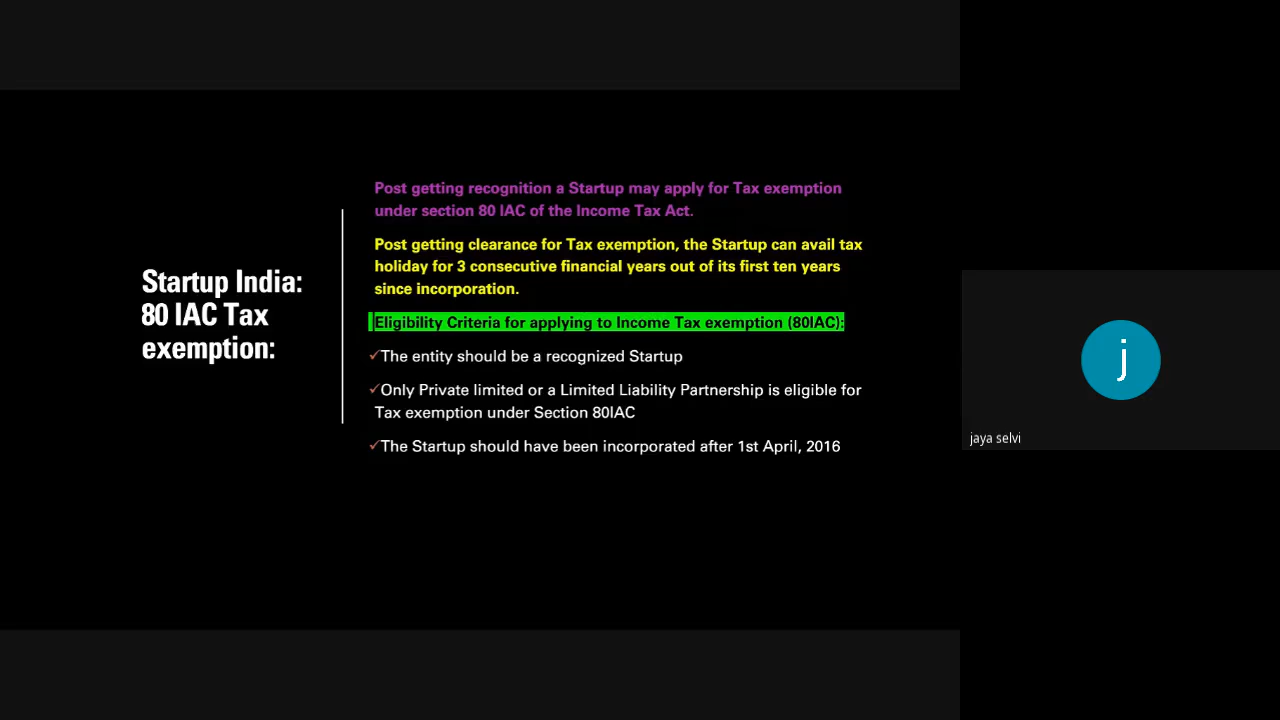 Startup India:
80 IAC Tax
exemption:
Post getting recognition a Startup may apply for Tax exemption
under section 80 IAC of the Income Tax Act.
Post getting clearance for Tax exemption, the Startup can avail tax
holiday for 3 consecutive financial years out of its first ten years
since incorporation.
Eligibility Criteria for applying to Income Tax exemption (80IAC):
✓The entity should be a recognized Startup
✓Only Private limited or a Limited Liability Partnership is eligible for
Tax exemption under Section 80IAC
✓The Startup should have been incorporated after 1st April, 2016
j
jaya selvi